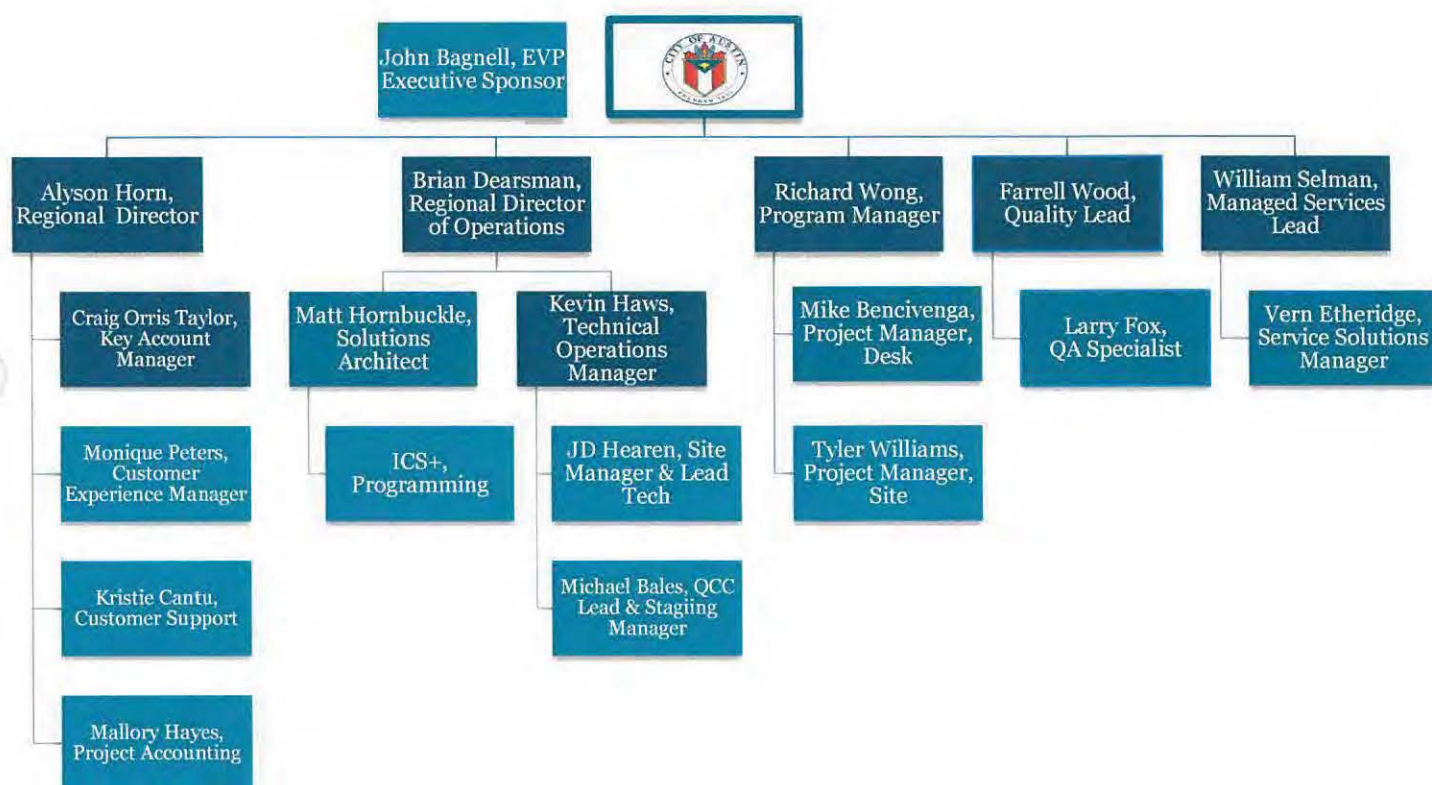 John Bagnell, EVP
Executive Sponsor
CITY OF AUSTIN
Alyson Horn,
Regional Director
Brian Dearsman,
Regional Director
of Operations
Richard Wong,
Program Manager
Farrell Wood,
Quality Lead
William Selman,
Managed Services
Lead
Craig Orris Taylor,
Key Account
Manager
Matt Hornbuckle,
Solutions
Architect
Kevin Haws,
Technical
Operations
Manager
Mike Bencivenga,
Project Manager,
Desk
Larry Fox,
QA Specialist
Vern Etheridge,
Service Solutions
Manager
Monique Peters,
Customer
Experience Manager
ICS+,
Programming
JD Hearen, Site
Manager & Lead
Tech
Tyler Williams,
Project Manager,
Site
Kristie Cantu,
Customer Support
Michael Bales, QCC
Lead & Stagiing
Manager
Mallory Hayes,
Project Accounting